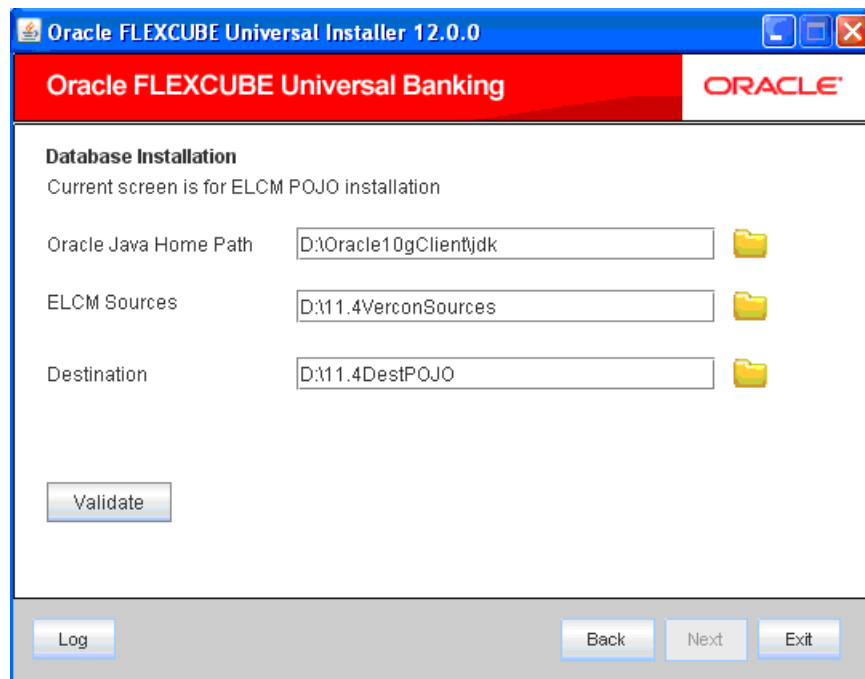 Oracle FLEXCUBE Universal Installer 12.0.0
Oracle FLEXCUBE Universal Banking
ORACLE
Database Installation
Current screen is for ELCM POJO installation
Oracle Java Home Path D:\Oracle10gClient\jdk
ELCM Sources D:\11.4VerconSources
Destination D:\11.4DestPOJO
Validate
Log Back Next Exit